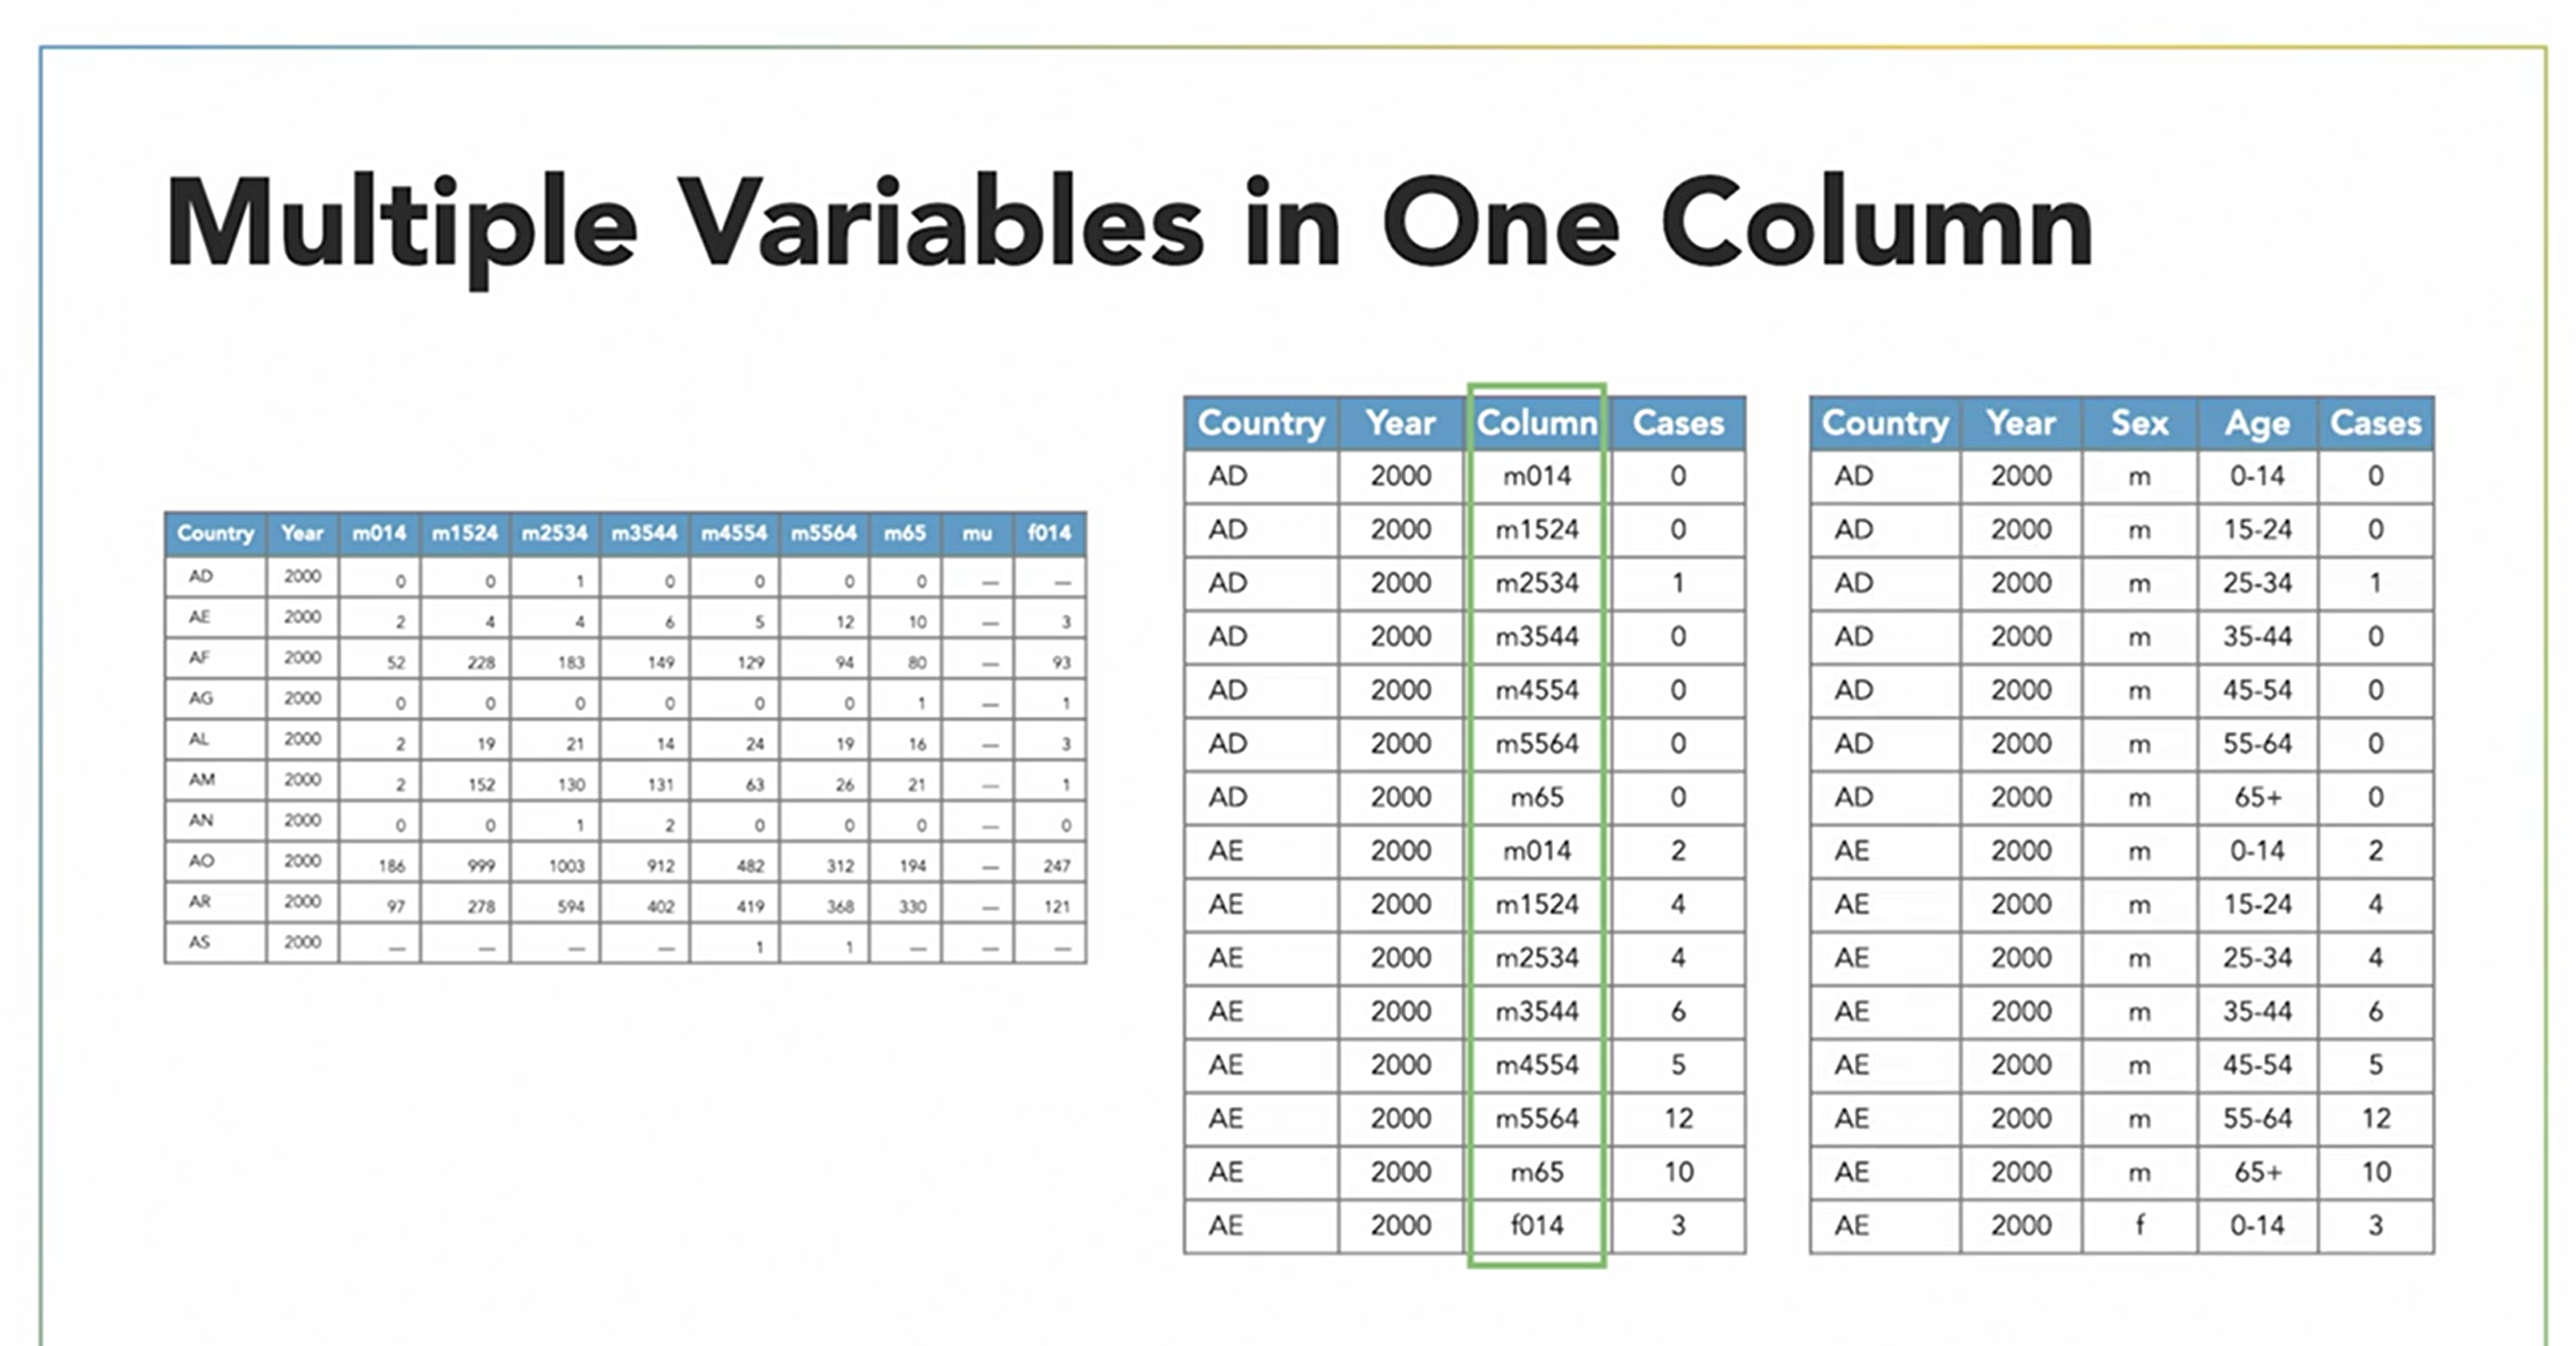 Multiple Variables in One Column
Country Year m014 m1524 m2534 m3544 m4554 m5564 m65 mu f014
AD 2000 0 0 1 0 0 0 0 — —
AE 2000 2 4 4 6 5 12 10 — 3
AF 2000 52 228 183 149 129 94 80 — 93
AG 2000 0 0 0 0 0 0 1 — 1
AL 2000 2 19 21 14 24 19 16 — 3
AM 2000 2 152 130 131 63 26 21 — 1
AN 2000 0 0 1 2 0 0 0 — 0
AO 2000 186 999 1003 912 482 312 194 — 247
AR 2000 97 278 594 402 419 368 330 — 121
AS 2000 — — — — 1 1 — — —
Country Year Column Cases
AD 2000 m014 0
AD 2000 m1524 0
AD 2000 m2534 1
AD 2000 m3544 0
AD 2000 m4554 0
AD 2000 m5564 0
AD 2000 m65 0
AE 2000 m014 2
AE 2000 m1524 4
AE 2000 m2534 4
AE 2000 m3544 6
AE 2000 m4554 5
AE 2000 m5564 12
AE 2000 m65 10
AE 2000 f014 3
Country Year Sex Age Cases
AD 2000 m 0-14 0
AD 2000 m 15-24 0
AD 2000 m 25-34 1
AD 2000 m 35-44 0
AD 2000 m 45-54 0
AD 2000 m 55-64 0
AD 2000 m 65+ 0
AE 2000 m 0-14 2
AE 2000 m 15-24 4
AE 2000 m 25-34 4
AE 2000 m 35-44 6
AE 2000 m 45-54 5
AE 2000 m 55-64 12
AE 2000 m 65+ 10
AE 2000 f 0-14 3